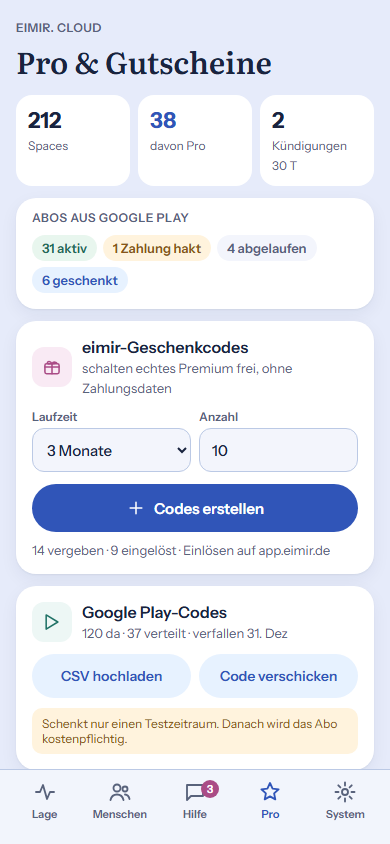 EIMIR. CLOUD
Pro & Gutscheine
212
Spaces
38
davon Pro
2
Kündigungen
30 T
ABOS AUS GOOGLE PLAY
31 aktiv
1 Zahlung hakt
4 abgelaufen
6 geschenkt
eimir-Geschenkcodes
schalten echtes Premium frei, ohne
Zahlungsdaten
Laufzeit
Anzahl
3 Monate
10
Codes erstellen
14 vergeben · 9 eingelöst · Einlösen auf app.eimir.de
Google Play-Codes
120 da · 37 verteilt · verfallen 31. Dez
CSV hochladen
Code verschicken
Schenkt nur einen Testzeitraum. Danach wird das Abo
kostenpflichtig.
3
Lage
Menschen
Hilfe
Pro
System